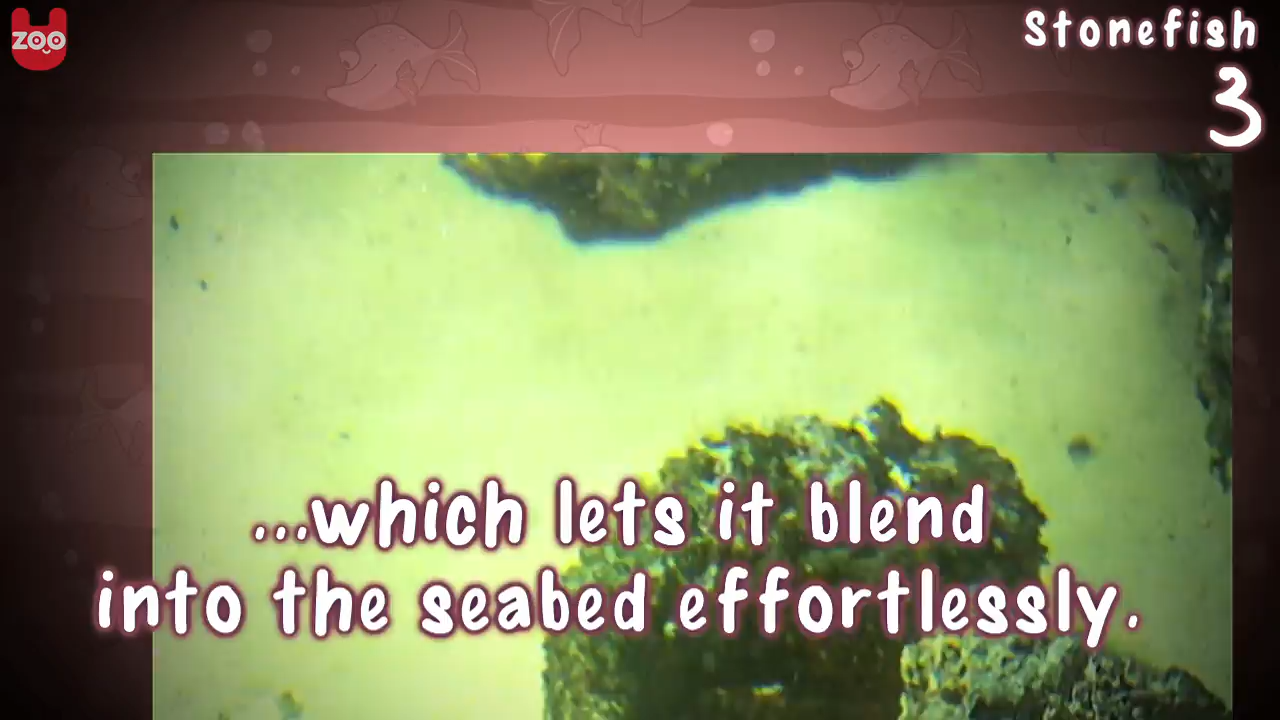 ZOO
Stonefish
3
...which lets it blend
into the seabed effortlessly.